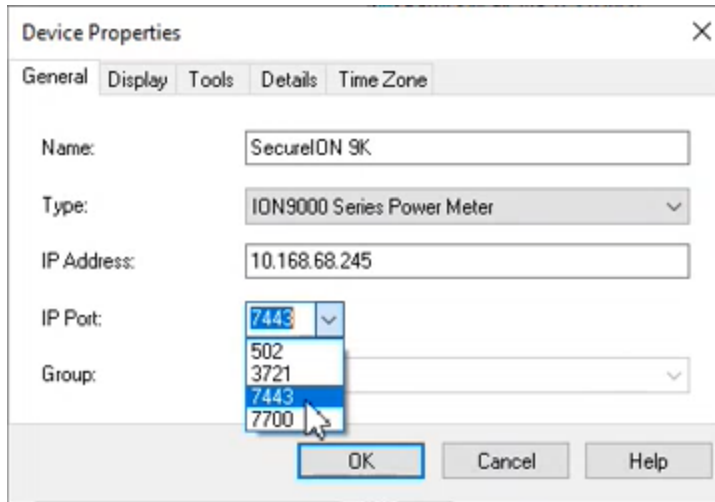 Device Properties
General Display Tools Details Time Zone
Name: SecureION 9K
Type: ION9000 Series Power Meter
IP Address: 10.168.68.245
IP Port: 7443
502
3721
7443
7700
Group:
OK Cancel Help